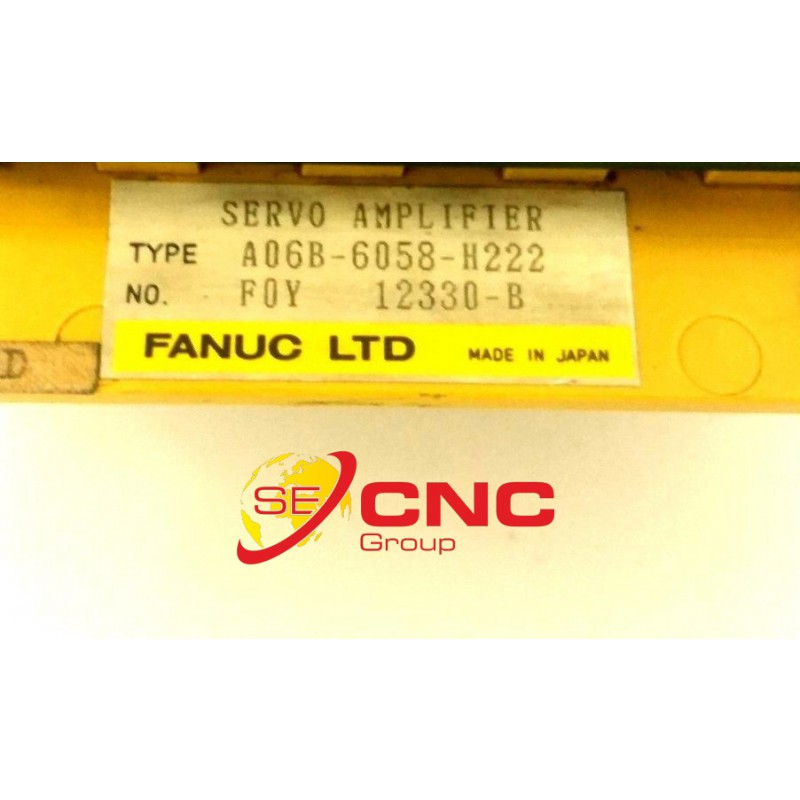 SERVO AMPLIFIER
TYPE A06B-6058-H222
NO. F0Y 12330-B
FANUC LTD MADE IN JAPAN
D
SE CNC
Group